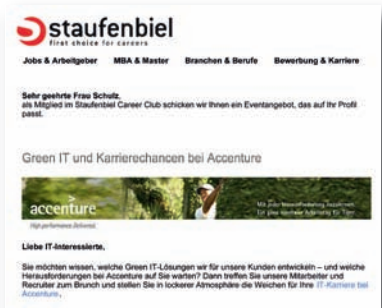 staufenbiel
first choice for careers
Jobs & Arbeitgeber MBA & Master Branchen & Berufe Bewerbung & Karriere
Sehr geehrte Frau Schulz,
als Mitglied im Staufenbiel Career Club schicken wir Ihnen ein Eventangebot, das auf Ihr Profil
passt.
Green IT und Karrierechancen bei Accenture
accenture
High performance. Delivered.
Liebe IT-Interessierte,
Sie möchten wissen, welche Green IT-Lösungen wir für unsere Kunden entwickeln – und welche
Herausforderungen bei Accenture auf Sie warten? Dann treffen Sie unsere Mitarbeiter und
Recruiter zum Brunch und stellen Sie in lockerer Atmosphäre die Weichen für Ihre IT-Karriere bei
Accenture.